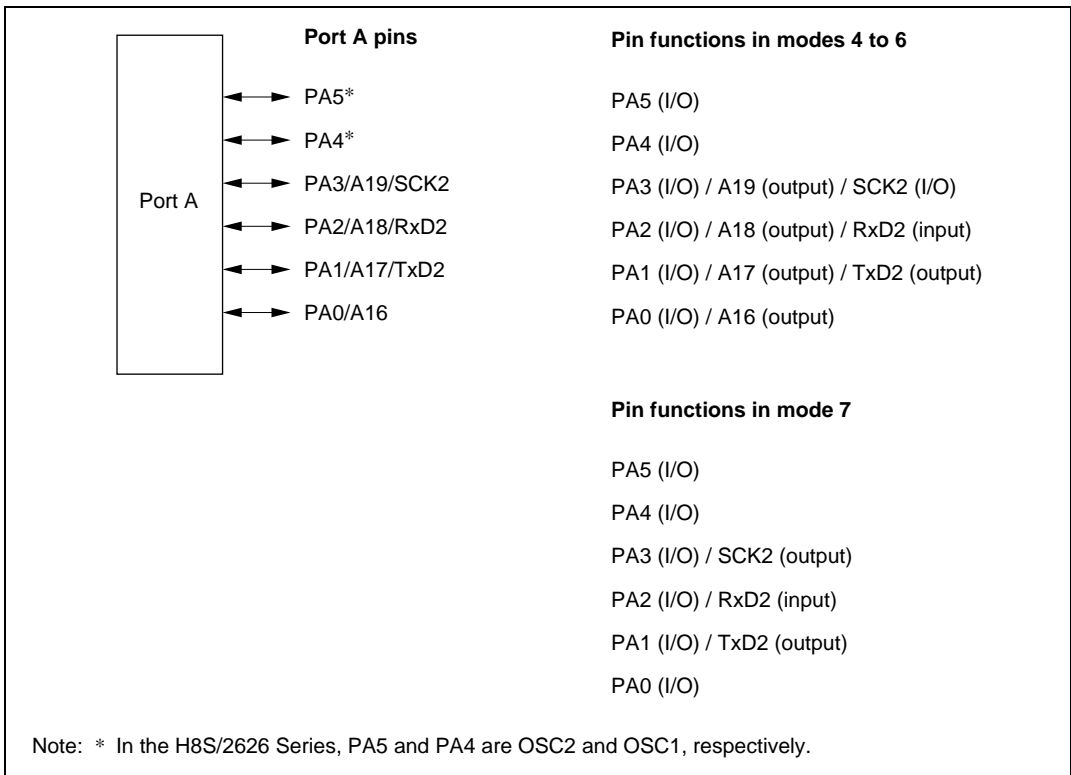 Port A
Port A pins
PA5*
PA4*
PA3/A19/SCK2
PA2/A18/RxD2
PA1/A17/TxD2
PA0/A16
Pin functions in modes 4 to 6
PA5 (I/O)
PA4 (I/O)
PA3 (I/O) / A19 (output) / SCK2 (I/O)
PA2 (I/O) / A18 (output) / RxD2 (input)
PA1 (I/O) / A17 (output) / TxD2 (output)
PA0 (I/O) / A16 (output)
Pin functions in mode 7
PA5 (I/O)
PA4 (I/O)
PA3 (I/O) / SCK2 (output)
PA2 (I/O) / RxD2 (input)
PA1 (I/O) / TxD2 (output)
PA0 (I/O)
Note: * In the H8S/2626 Series, PA5 and PA4 are OSC2 and OSC1, respectively.